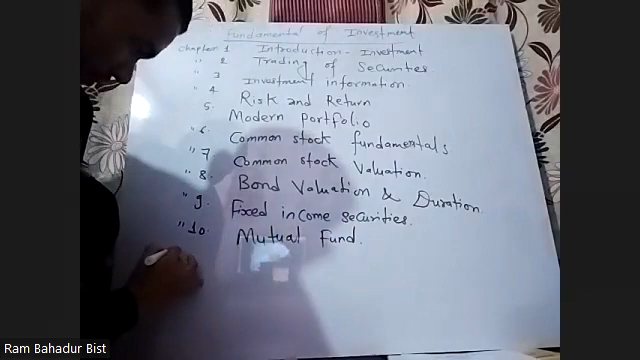 Fundamental of Investment
Chapter 1 Introduction - Investment
" 2 Trading of Securities
" 3 Investment information.
" 4. Risk and Return
5. Modern portfolio
" 6. Common stock fundamentals
" 7 Common stock Valuation.
" 8. Bond Valuation & Duration.
" 9. Fixed income securities.
" 10. Mutual Fund.
Ram Bahadur Bist